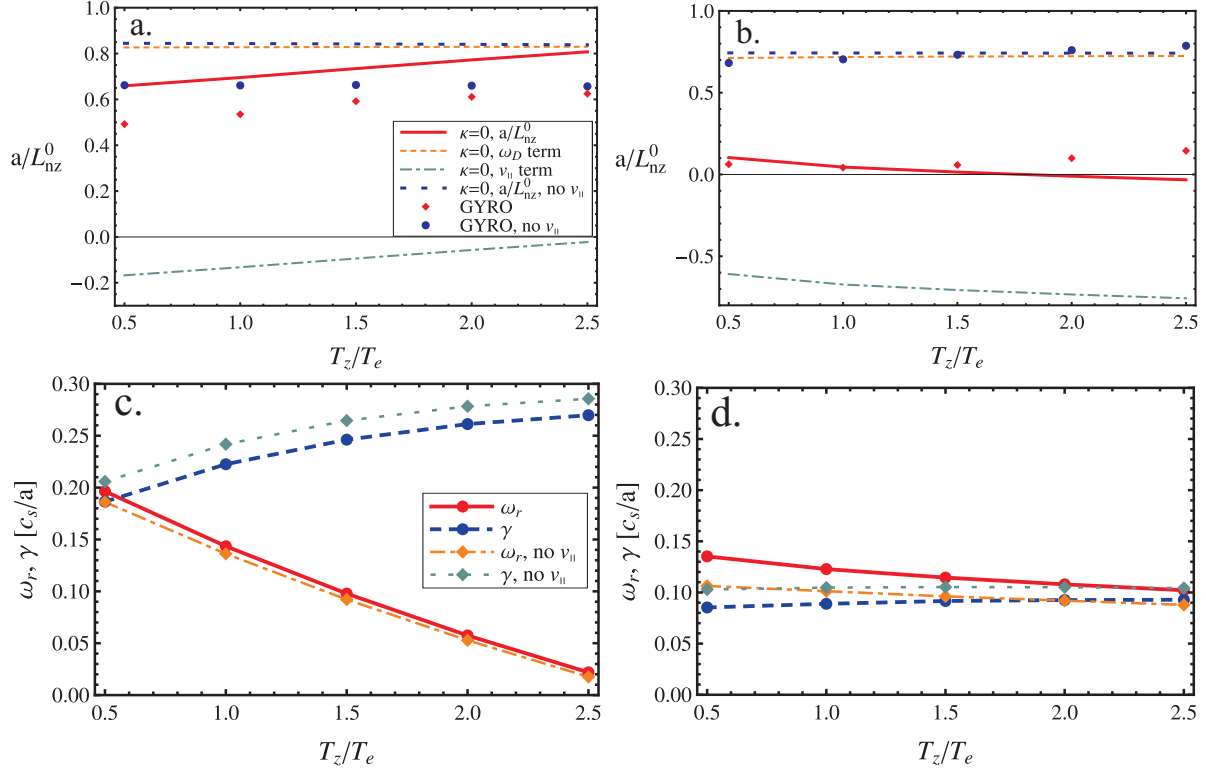 a.
1.0
0.8
0.6
0.4
0.2
0.0
−0.2
a/L⁰nz
0.5
1.0
1.5
2.0
2.5
Tz/Te
κ=0, a/L⁰nz
κ=0, ωD term
κ=0, v∥ term
κ=0, a/L⁰nz, no v∥
GYRO
GYRO, no v∥
b.
1.0
0.5
0.0
−0.5
a/L⁰nz
0.5
1.0
1.5
2.0
2.5
Tz/Te
c.
0.30
0.25
0.20
0.15
0.10
0.05
0.00
ωr, γ [cs/a]
0.5
1.0
1.5
2.0
2.5
Tz/Te
ωr
γ
ωr, no v∥
γ, no v∥
d.
0.30
0.25
0.20
0.15
0.10
0.05
0.00
ωr, γ [cs/a]
0.5
1.0
1.5
2.0
2.5
Tz/Te